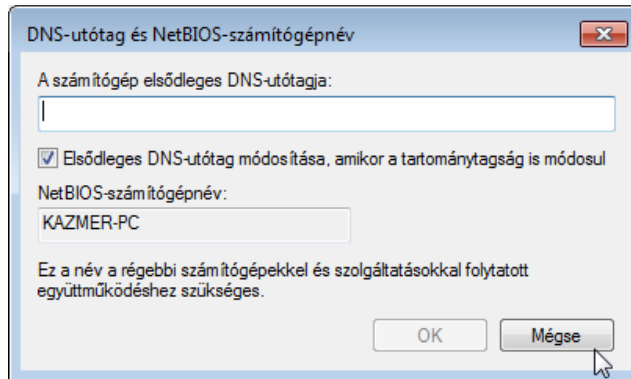 DNS-utótag és NetBIOS-számítógépnév
A számítógép elsődleges DNS-utótagja:
Elsődleges DNS-utótag módosítása, amikor a tartománytagság is módosul
NetBIOS-számítógépnév:
KAZMER-PC
Ez a név a régebbi számítógépekkel és szolgáltatásokkal folytatott
együttműködéshez szükséges.
OK
Mégse